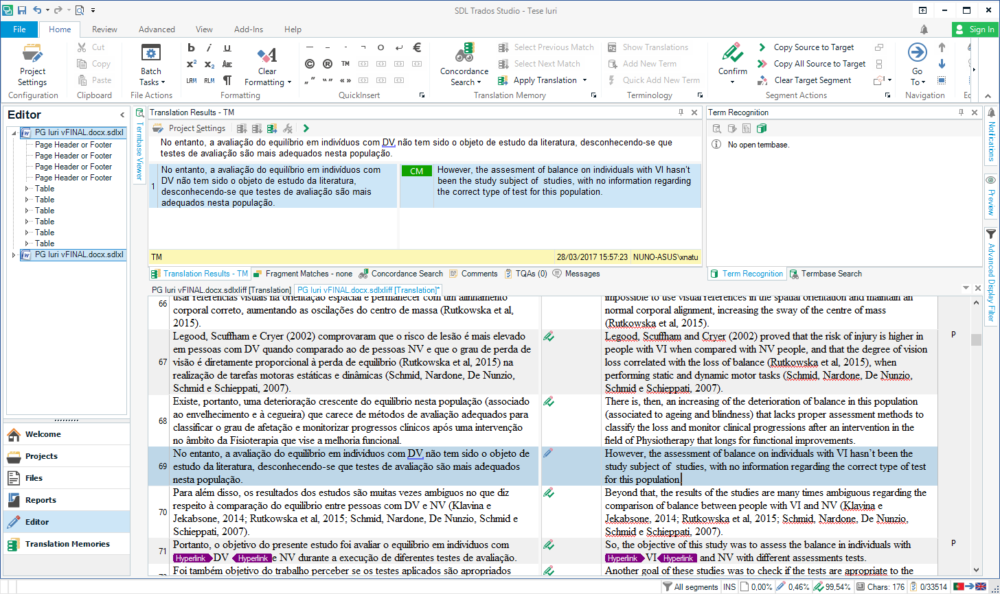 SDL Trados Studio - Tese Iuri
File Home Review Advanced View Add-Ins Help Sign In
Project Settings
Configuration
Cut
Copy
Paste
Clipboard
Batch Tasks
File Actions
b i u
x² x₂ ABC
LRM RLM ¶
Clear Formatting
Formatting
— – - ¬ o ↵ €
© ® TM
„ “ “ ” « »
QuickInsert
Concordance Search
Select Previous Match
Select Next Match
Apply Translation
Translation Memory
Show Translations
Add New Term
Quick Add New Term
Terminology
Confirm
Copy Source to Target
Copy All Source to Target
Clear Target Segment
Segment Actions
Go To
Navigation
Editor
PG Iuri vFINAL.docx.sdlxl
Page Header or Footer
Page Header or Footer
Page Header or Footer
Page Header or Footer
Table
Table
Table
Table
Table
Table
PG Iuri vFINAL.docx.sdlxl
Welcome
Projects
Files
Reports
Editor
Translation Memories
Termbase Viewer
Translation Results - TM
Project Settings
No entanto, a avaliação do equilíbrio em indivíduos com DV não tem sido o objeto de estudo da literatura, desconhecendo-se que
testes de avaliação são mais adequados nesta população.
1
No entanto, a avaliação do equilíbrio em indivíduos com
DV não tem sido o objeto de estudo da literatura,
desconhecendo-se que testes de avaliação são mais
adequados nesta população.
CM
However, the assesment of balance on individuals with VI hasn’t
been the study subject of  studies, with no information regarding
the correct type of test for this population.
TM 28/03/2017 15:57:23 NUNO-ASUS\xnatu
Translation Results - TM Fragment Matches - none Concordance Search Comments TQAs (0) Messages
Term Recognition
No open termbase.
Term Recognition Termbase Search
Notifications
Preview
Advanced Display Filter
PG Iuri vFINAL.docx.sdlxliff [Translation] PG Iuri vFINAL.docx.sdlxliff [Translation]*
66
usar referências visuais na orientação espacial e permanecer com um alinhamento
corporal correto, aumentando as oscilações do centro de massa (Rutkowska et al,
2015).
impossible to use visual references in the spatial orientation and maintain an
normal corporal alignment, increasing the sway of the centre of mass
(Rutkowska et al, 2015).
67
Legood, Scuffham e Cryer (2002) comprovaram que o risco de lesão é mais elevado
em pessoas com DV quando comparado ao de pessoas NV e que o grau de perda de
visão é diretamente proporcional à perda de equilíbrio (Rutkowska et al, 2015) na
realização de tarefas motoras estáticas e dinâmicas (Schmid, Nardone, De Nunzio,
Schmid e Schieppati, 2007).
Legood, Scuffham and Cryer (2002) proved that the risk of injury is higher in
people with VI when compared with NV people, and that the degree of vision
loss correlated with the loss of balance (Rutkowska et al, 2015), when
performing static and dynamic motor tasks (Schmid, Nardone, De Nunzio,
Schmid e Schieppati, 2007).
P
68
Existe, portanto, uma deterioração crescente do equilíbrio nesta população (associado
ao envelhecimento e à cegueira) que carece de métodos de avaliação adequados para
classificar o grau de afetação e monitorizar progressos clínicos após uma intervenção
no âmbito da Fisioterapia que vise a melhoria funcional.
There is, then, an increasing of the deterioration of balance in this population
(associated to ageing and blindness) that lacks proper assessment methods to
classify the loss and monitor clinical progressions after an intervention in the
field of Physiotherapy that longs for functional improvements.
69
No entanto, a avaliação do equilíbrio em indivíduos com DV não tem sido o objeto de
estudo da literatura, desconhecendo-se que testes de avaliação são mais adequados
nesta população.
However, the assessment of balance on individuals with VI hasn’t been the
study subject of  studies, with no information regarding the correct type of test
for this population.
70
Para além disso, os resultados dos estudos são muitas vezes ambíguos no que diz
respeito à comparação do equilíbrio entre pessoas com DV e NV (Klavina e
Jekabsone, 2014; Rutkowska et al, 2015; Schmid, Nardone, De Nunzio, Schmid e
Schieppati, 2007).
Beyond that, the results of the studies are many times ambiguous regarding the
comparison of balance between people with VI and NV (Klavina e
Jekabsone, 2014; Rutkowska et al, 2015; Schmid, Nardone, De Nunzio,
Schmid e Schieppati, 2007).
71
Portanto, o objetivo do presente estudo foi avaliar o equilíbrio em indivíduos com
Hyperlink DV Hyperlink e NV durante a execução de diferentes testes de avaliação.
So, the objective of this study was to assess the balance in individuals with
Hyperlink VI Hyperlink and NV with different assessments tests.
P
Foi também objetivo do trabalho perceber se os testes aplicados são apropriados
Another goal of these studies was to check if the tests are apropriate to the
All segments INS 0,00% 0,46% 99,54% Chars: 176 0/33514